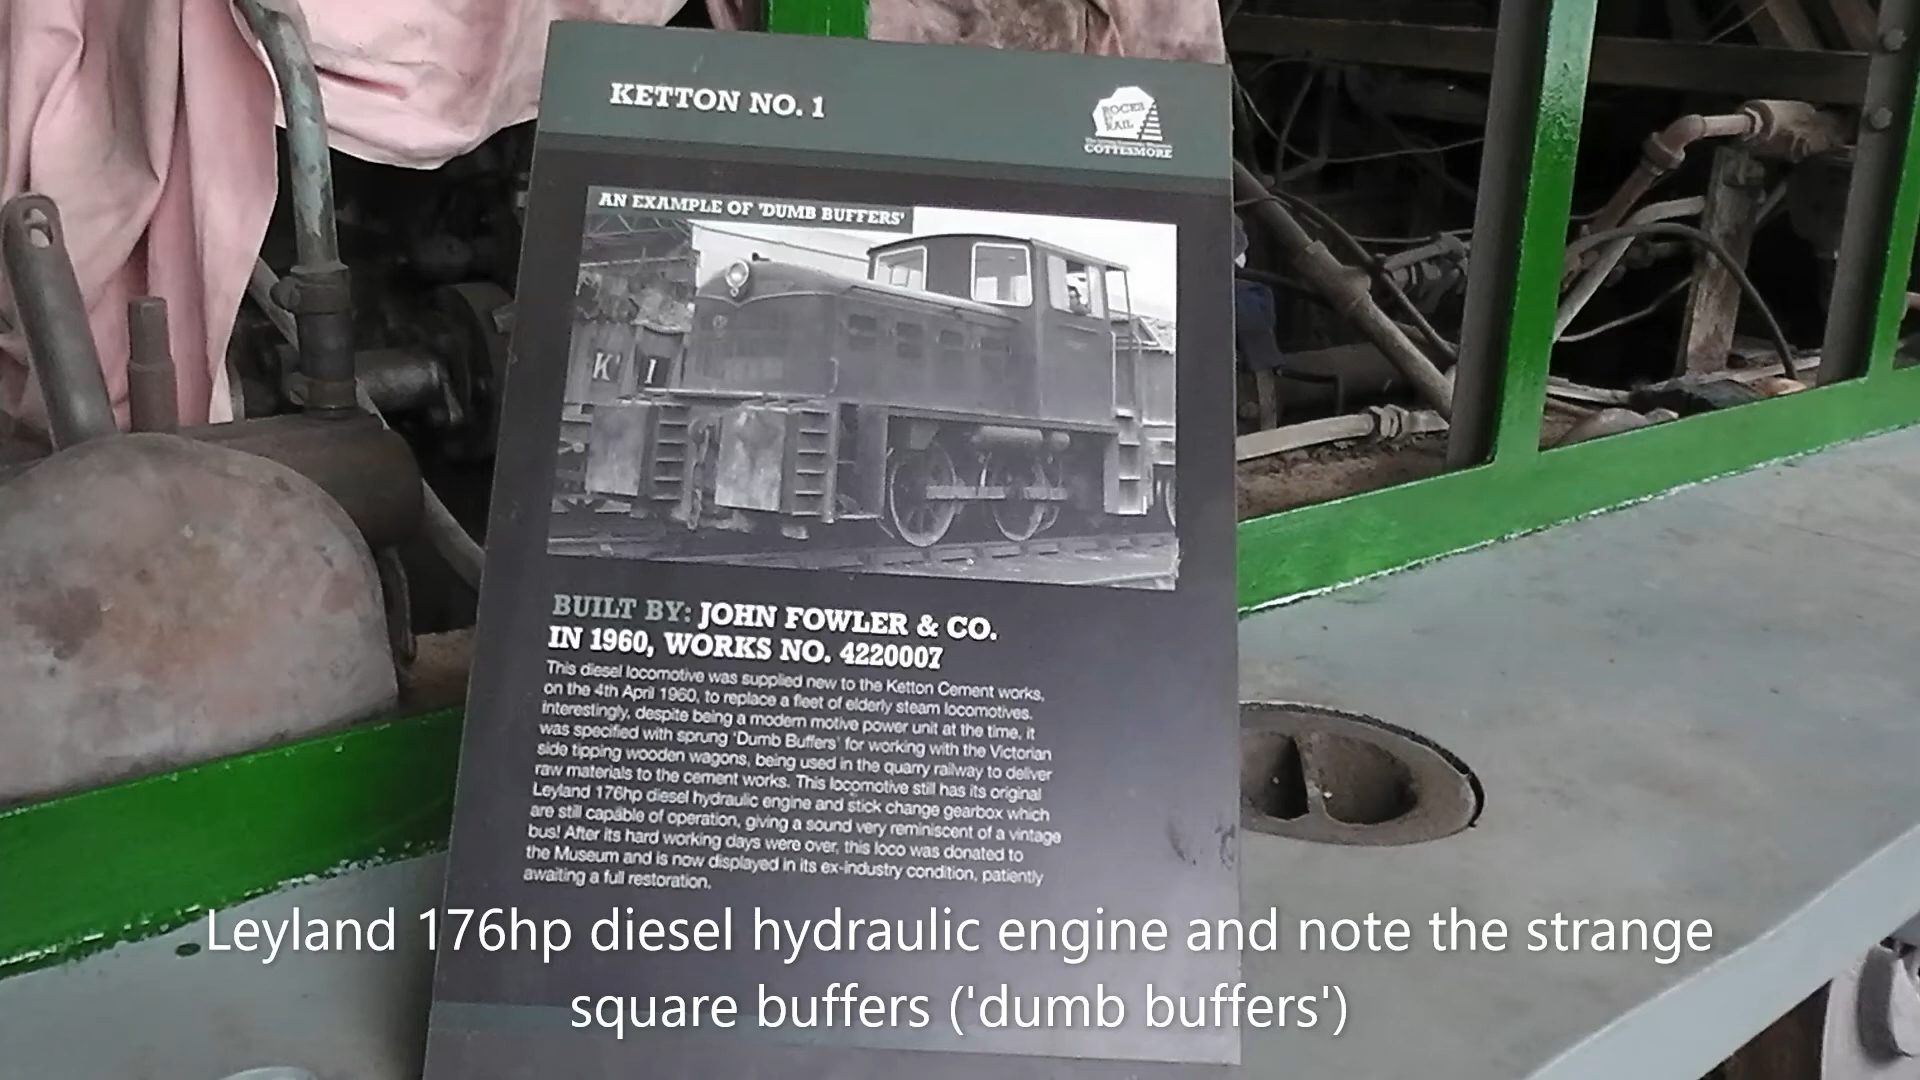 KETTON NO. 1
ROCKS
BY
RAIL
COTTESMORE
AN EXAMPLE OF 'DUMB BUFFERS'
K 1
BUILT BY: JOHN FOWLER & CO.
IN 1960, WORKS NO. 4220007
This diesel locomotive was supplied new to the Ketton Cement works,
on the 4th April 1960, to replace a fleet of elderly steam locomotives.
Interestingly, despite being a modern motive power unit at the time, it
was specified with sprung 'Dumb Buffers' for working with the Victorian
side tipping wooden wagons, being used in the quarry railway to deliver
raw materials to the cement works. This locomotive still has its original
Leyland 176hp diesel hydraulic engine and stick change gearbox which
are still capable of operation, giving a sound very reminiscent of a vintage
bus! After its hard working days were over, this loco was donated to
the Museum and is now displayed in its ex-industry condition, patiently
awaiting a full restoration.
Leyland 176hp diesel hydraulic engine and note the strange
square buffers ('dumb buffers')